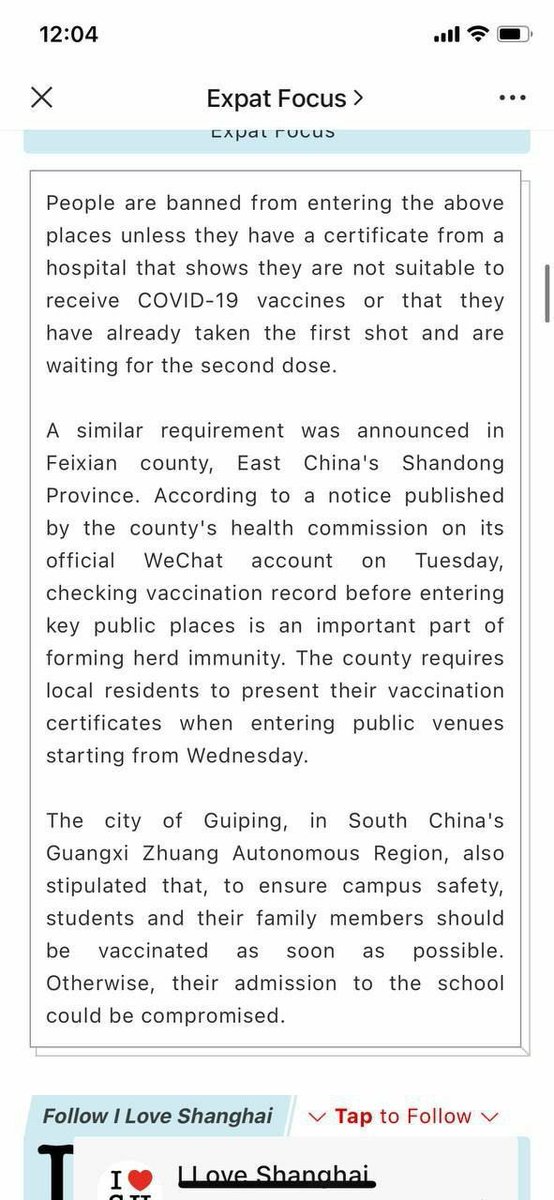 12:04
Expat Focus
Expat Focus
People are banned from entering the above
places unless they have a certificate from a
hospital that shows they are not suitable to
receive COVID-19 vaccines or that they
have already taken the first shot and are
waiting for the second dose.
A similar requirement was announced in
Feixian county, East China's Shandong
Province. According to a notice published
by the county's health commission on its
official WeChat account on Tuesday,
checking vaccination record before entering
key public places is an important part of
forming herd immunity. The county requires
local residents to present their vaccination
certificates when entering public venues
starting from Wednesday.
The city of Guiping, in South China's
Guangxi Zhuang Autonomous Region, also
stipulated that, to ensure campus safety,
students and their family members should
be vaccinated as soon as possible.
Otherwise, their admission to the school
could be compromised.
Follow I Love Shanghai
Tap to Follow
I
I Love Shanghai